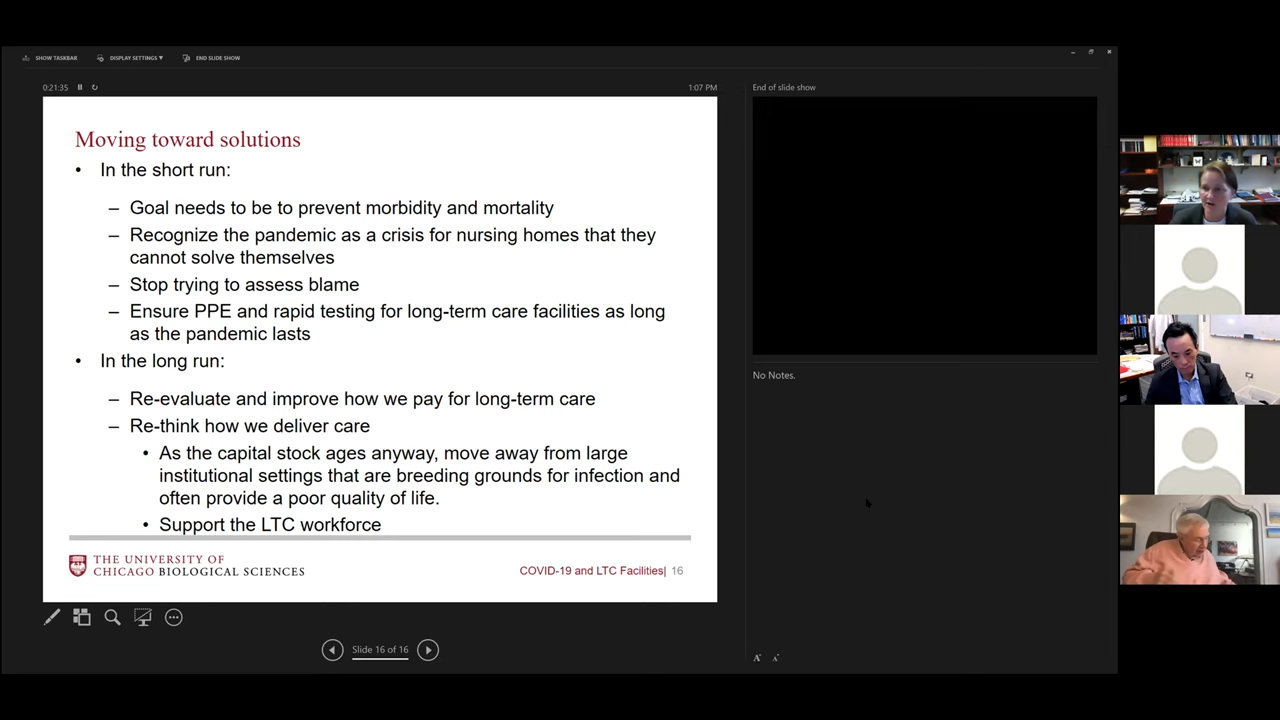 SHOW TASKBAR
DISPLAY SETTINGS ▾
END SLIDE SHOW
0:21:35
1:07 PM
End of slide show
Moving toward solutions
• In the short run:
– Goal needs to be to prevent morbidity and mortality
– Recognize the pandemic as a crisis for nursing homes that they
cannot solve themselves
– Stop trying to assess blame
– Ensure PPE and rapid testing for long-term care facilities as long
as the pandemic lasts
• In the long run:
– Re-evaluate and improve how we pay for long-term care
– Re-think how we deliver care
• As the capital stock ages anyway, move away from large
institutional settings that are breeding grounds for infection and
often provide a poor quality of life.
• Support the LTC workforce
THE UNIVERSITY OF
CHICAGO BIOLOGICAL SCIENCES
COVID-19 and LTC Facilities| 16
Slide 16 of 16
No Notes.
A A